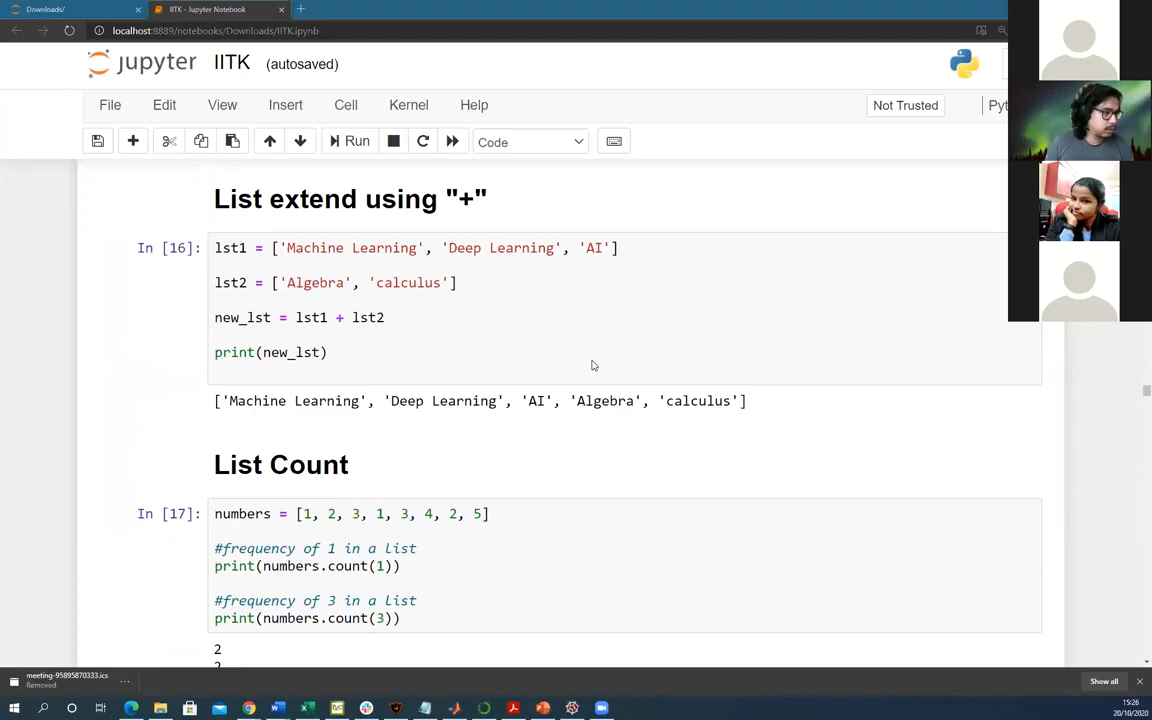 Downloads/
IITK - Jupyter Notebook
localhost:8889/notebooks/Downloads/IITK.ipynb
jupyter IITK (autosaved)
File Edit View Insert Cell Kernel Help
Not Trusted
Pyt
Run
Code
List extend using "+"
In [16]:
lst1 = ['Machine Learning', 'Deep Learning', 'AI']
lst2 = ['Algebra', 'calculus']
new_lst = lst1 + lst2
print(new_lst)
['Machine Learning', 'Deep Learning', 'AI', 'Algebra', 'calculus']
List Count
In [17]:
numbers = [1, 2, 3, 1, 3, 4, 2, 5]
#frequency of 1 in a list
print(numbers.count(1))
#frequency of 3 in a list
print(numbers.count(3))
2
2
meeting-95895870333.ics
Removed
Show all
15:26
20/10/2020